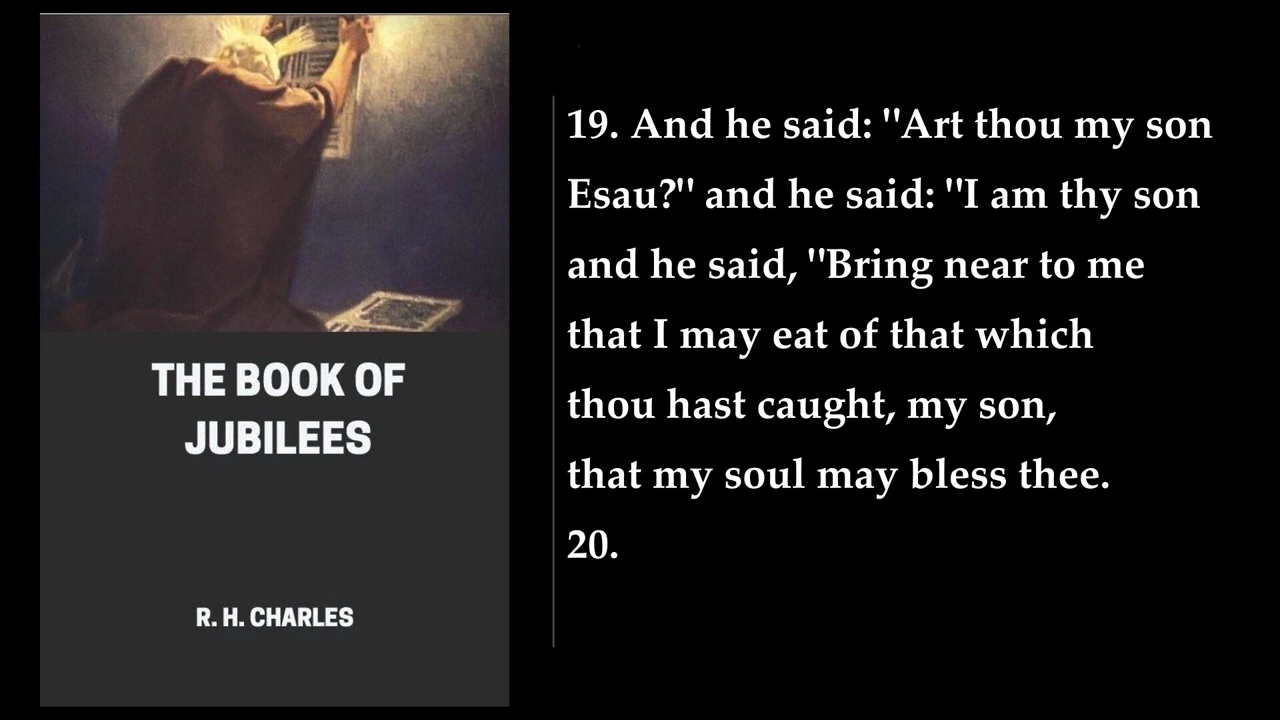 THE BOOK OF
JUBILEES
R. H. CHARLES
19. And he said: "Art thou my son
Esau?" and he said: "I am thy son
and he said, "Bring near to me
that I may eat of that which
thou hast caught, my son,
that my soul may bless thee.
20.